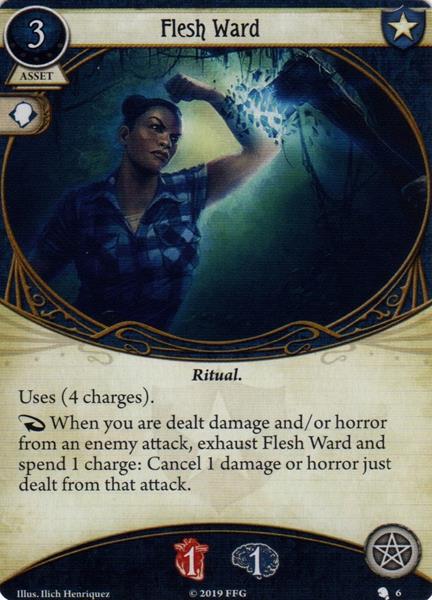 3
Flesh Ward
ASSET
Ritual.
Uses (4 charges).
When you are dealt damage and/or horror
from an enemy attack, exhaust Flesh Ward and
spend 1 charge: Cancel 1 damage or horror just
dealt from that attack.
1 1
Illus. Ilich Henriquez © 2019 FFG 6